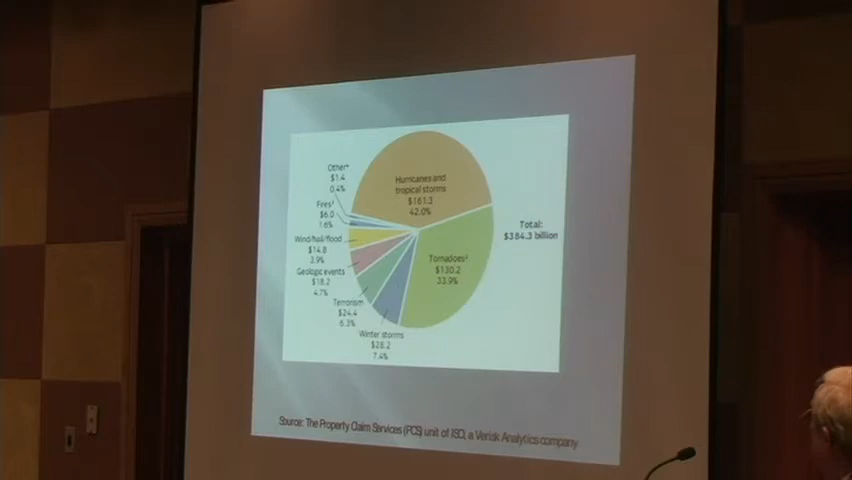 Other⁴
$1.4
0.4%
Fires³
$6.0
1.6%
Wind/hail/flood
$14.8
3.9%
Geologic events
$18.2
4.7%
Terrorism
$24.4
6.3%
Winter storms
$28.2
7.4%
Hurricanes and
tropical storms
$161.3
42.0%
Tornadoes²
$130.2
33.9%
Total:
$384.3 billion
Source: The Property Claim Services (PCS) unit of ISO, a Verisk Analytics company